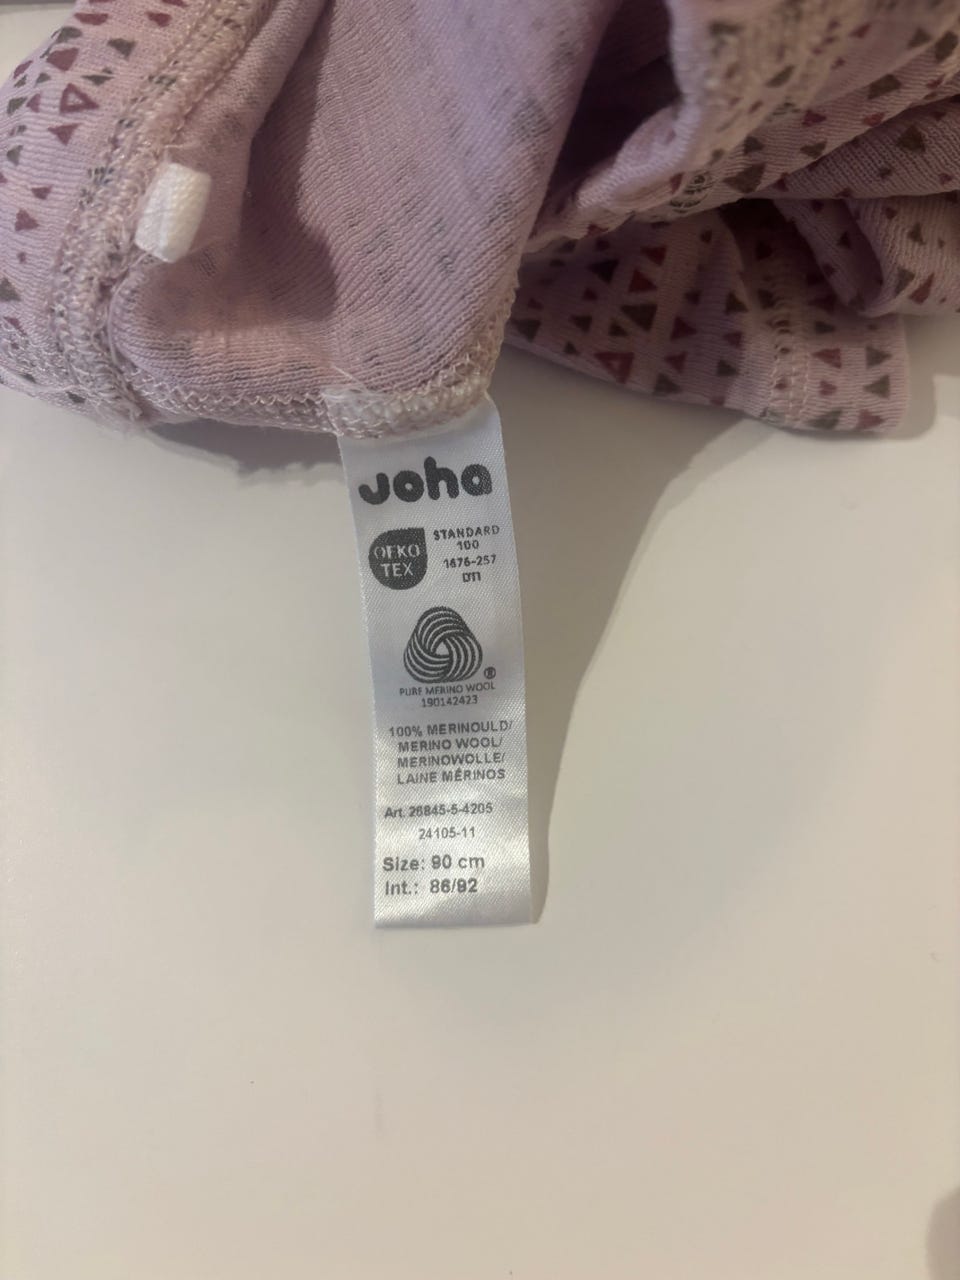 Joha
OEKO
TEX
STANDARD
100
1676-257
DTI
®
PURE MERINO WOOL
190142423
100% MERINOULD/
MERINO WOOL/
MERINOWOLLE/
LAINE MÉRINOS
Art. 26845-5-4205
24105-11
Size: 90 cm
Int.: 86/92